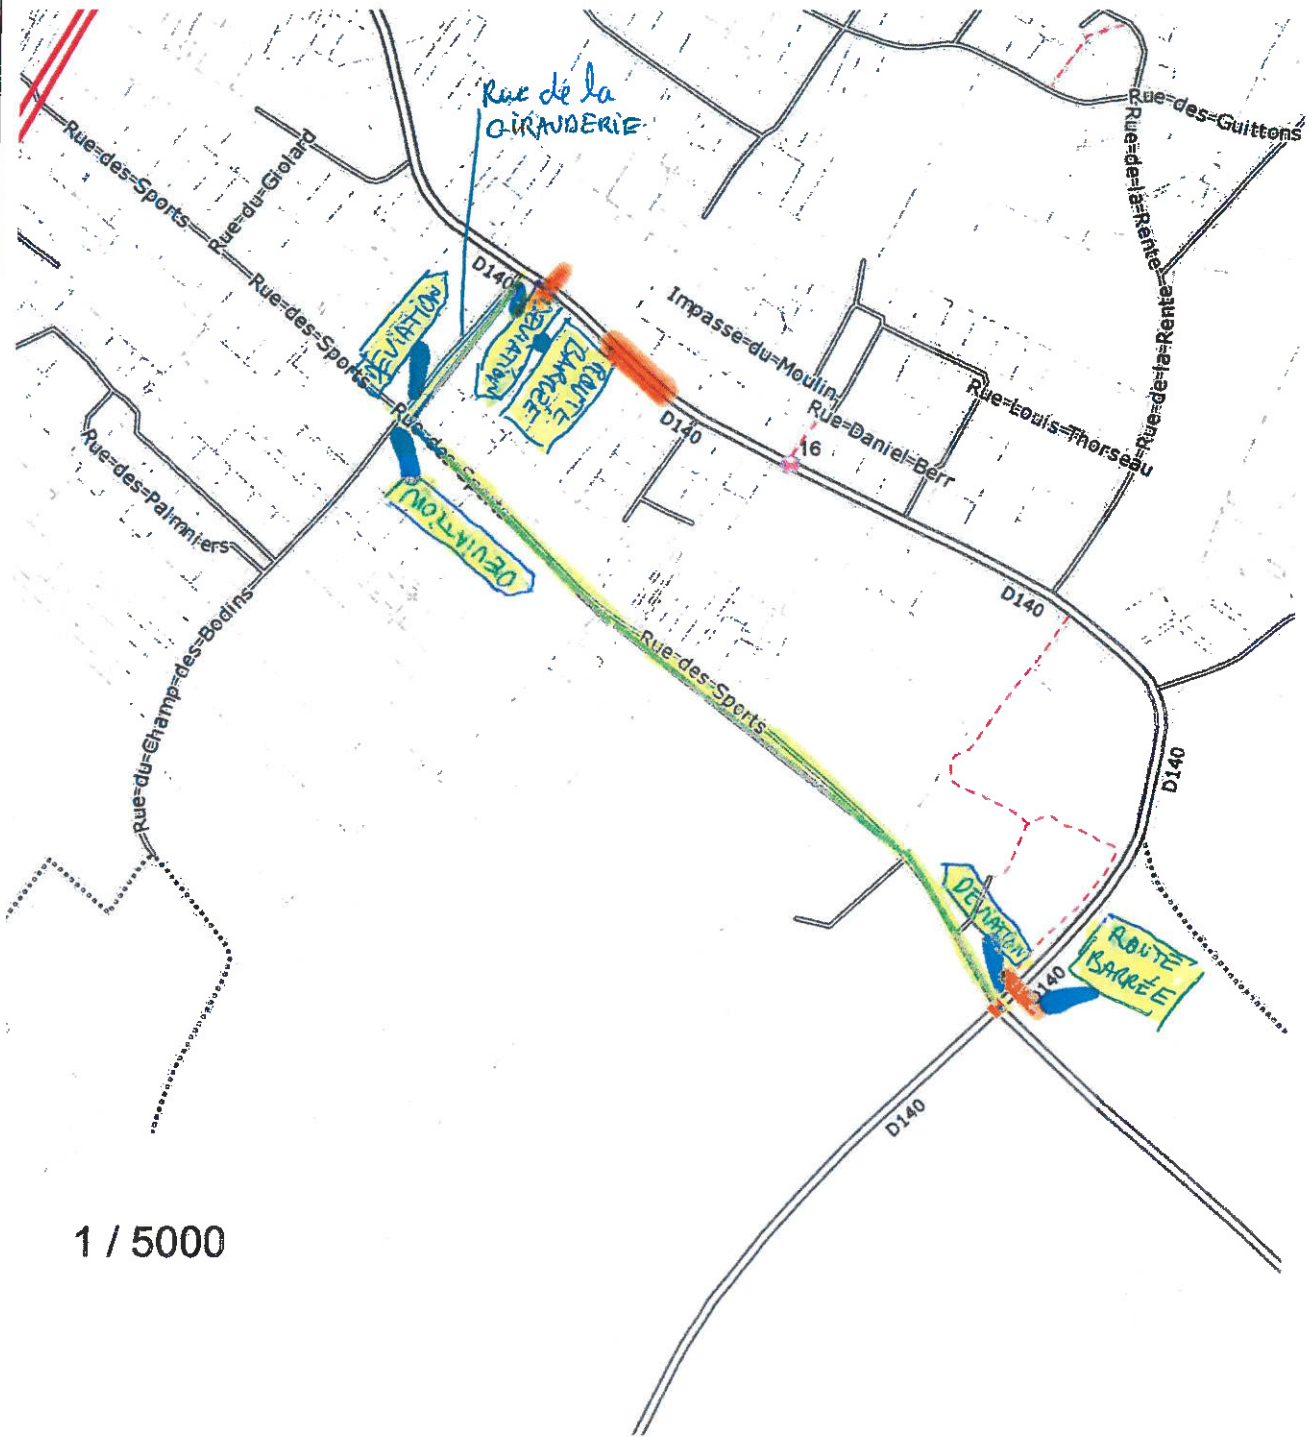 Rue de la
GIRAUDERIE
Rue=des=Guittons
Rue=de=la=Rente
Rue=des=Sports
Rue=du=Giolard
D140
Rue=des=Sports
DEVIATION
DEVIATION
ROUTE
BARRÉE
Impasse=du=Moulin
Rue=de=la=Rente
Rue=Louis=Thorseau
Rue=Daniel=Berr
D140
16
Rue=des=Palmniers
DEVIATION
D140
Rue=du=Champ=des=Bodins
Rue=des=Sports
D140
DEVIATION
ROUTE
BARRÉE
D140
D140
1 / 5000